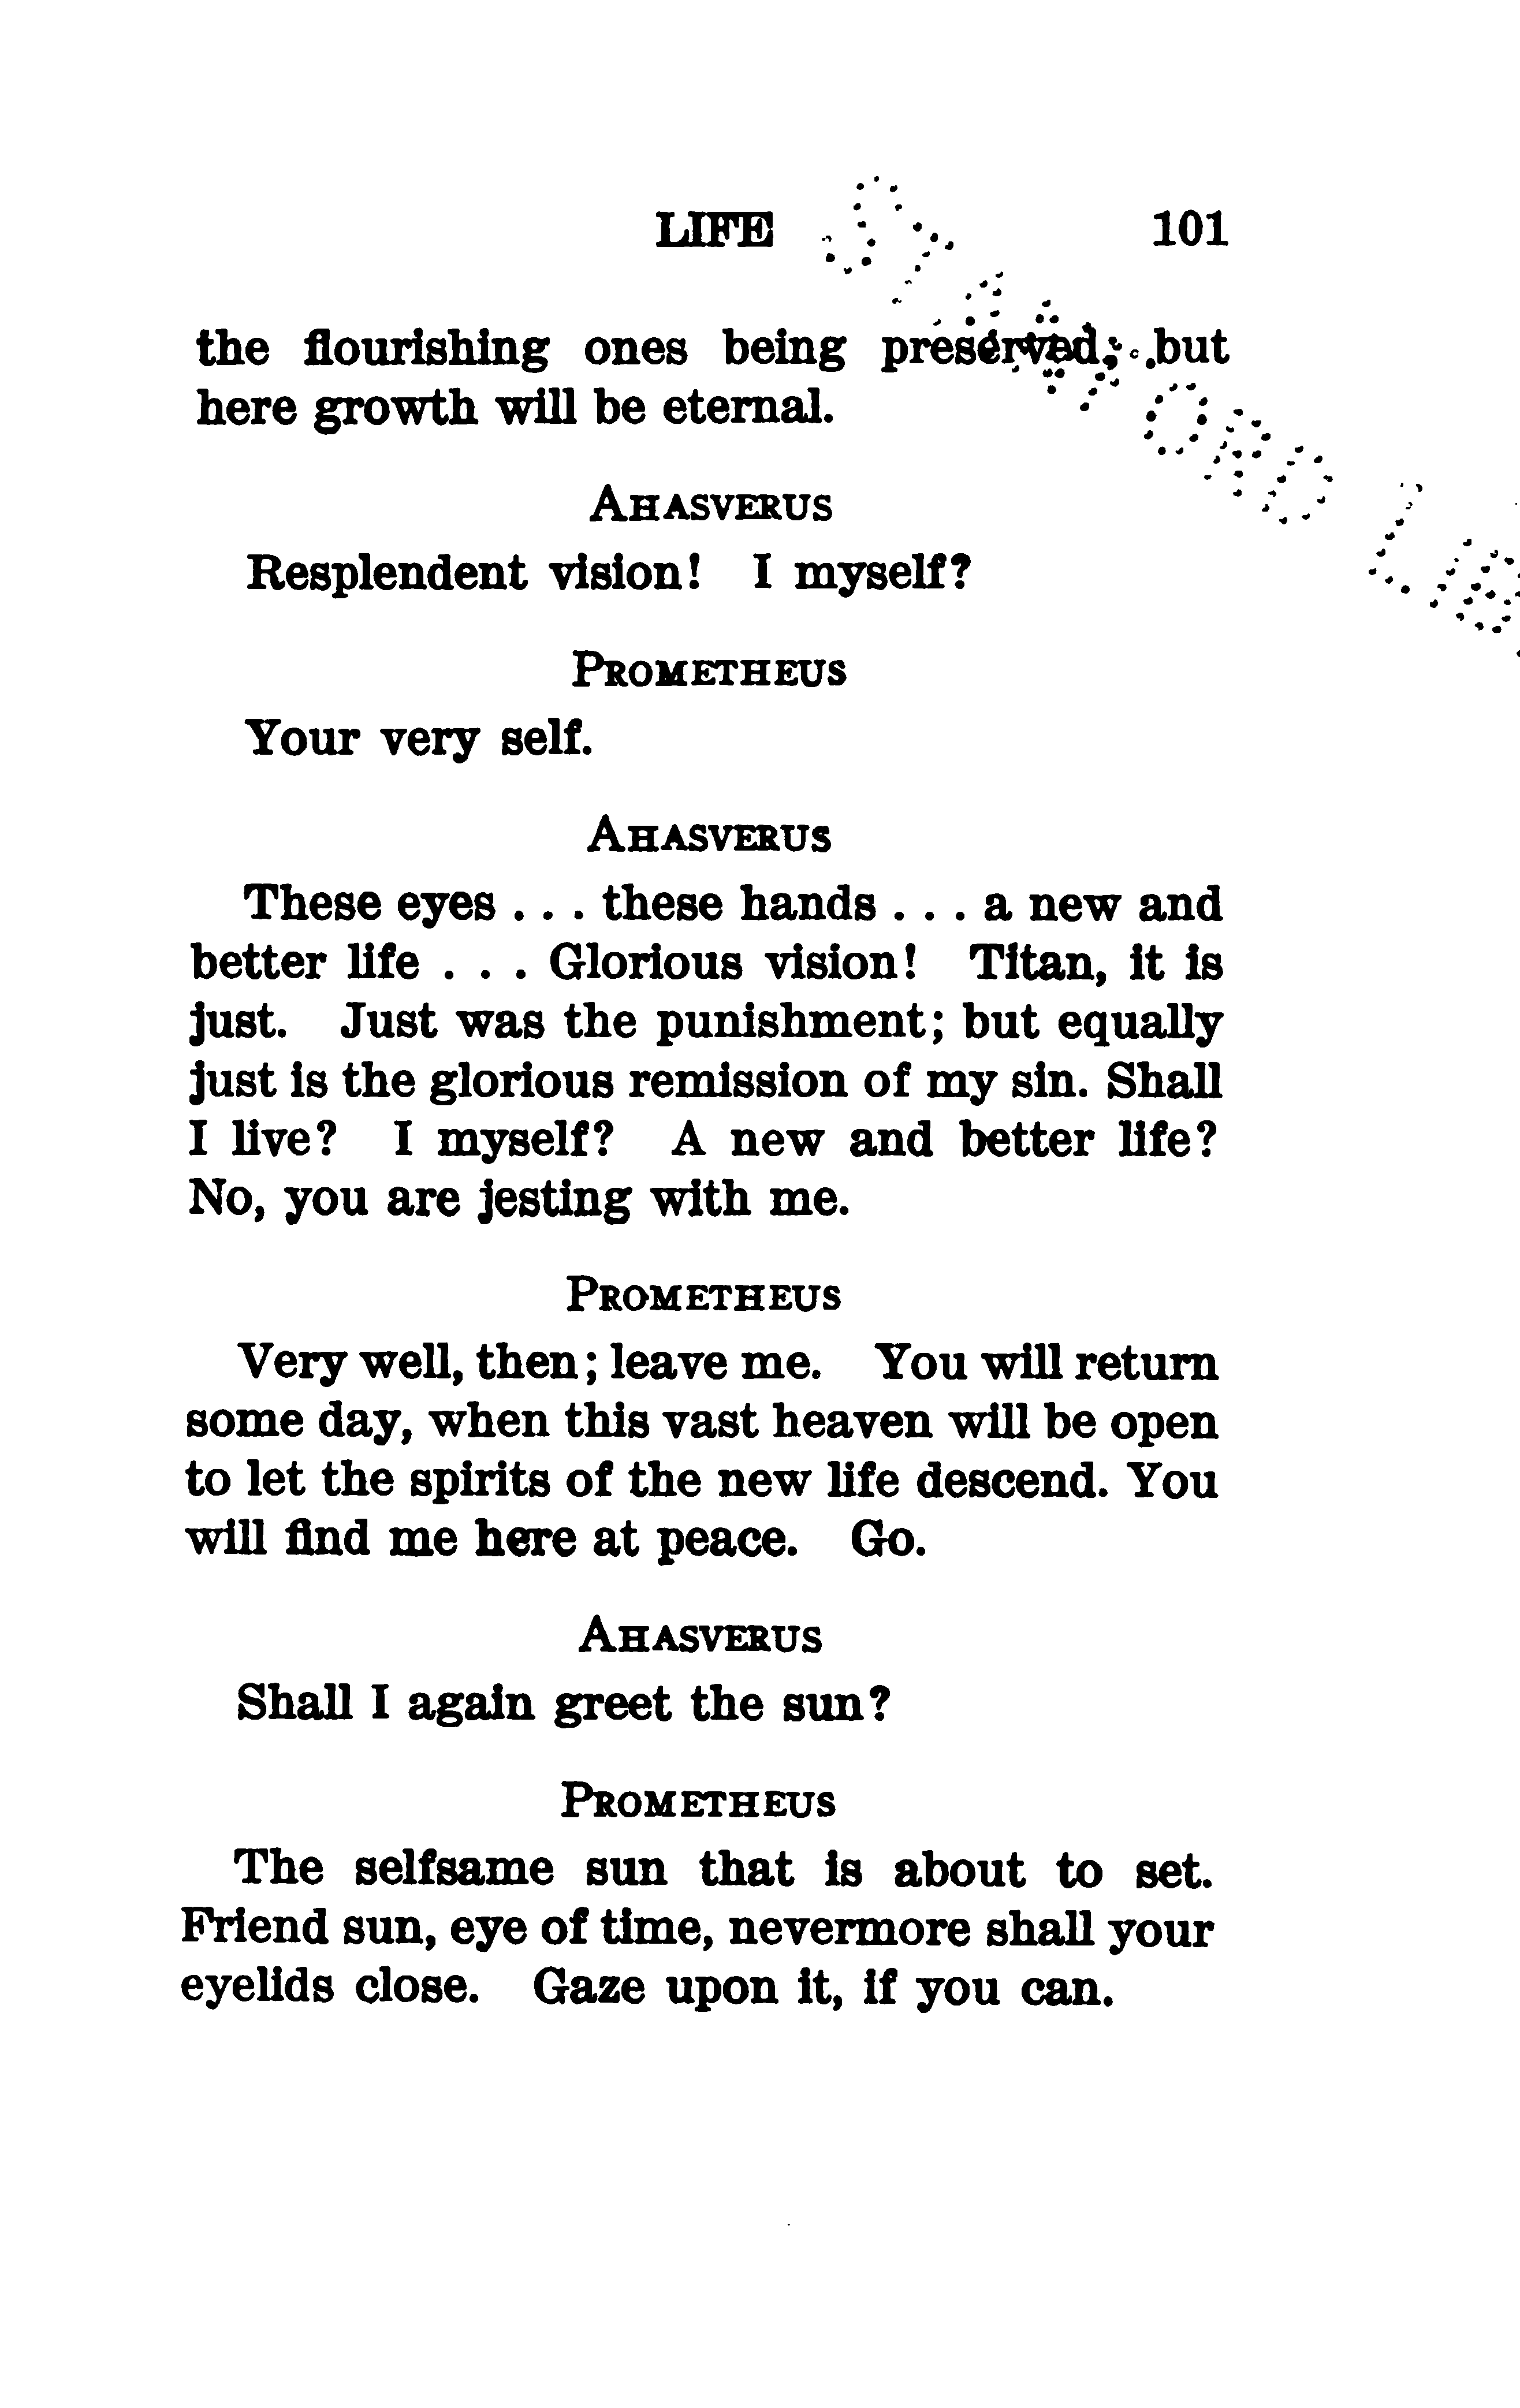 LIFE 101
the flourishing ones being preserved; but
here growth will be eternal.
AHASVERUS
Resplendent vision! I myself?
PROMETHEUS
Your very self.
AHASVERUS
These eyes . . . these hands . . . a new and
better life . . . Glorious vision! Titan, it is
just. Just was the punishment; but equally
just is the glorious remission of my sin. Shall
I live? I myself? A new and better life?
No, you are jesting with me.
PROMETHEUS
Very well, then; leave me. You will return
some day, when this vast heaven will be open
to let the spirits of the new life descend. You
will find me here at peace. Go.
AHASVERUS
Shall I again greet the sun?
PROMETHEUS
The selfsame sun that is about to set.
Friend sun, eye of time, nevermore shall your
eyelids close. Gaze upon it, if you can.
STANFORD LIB